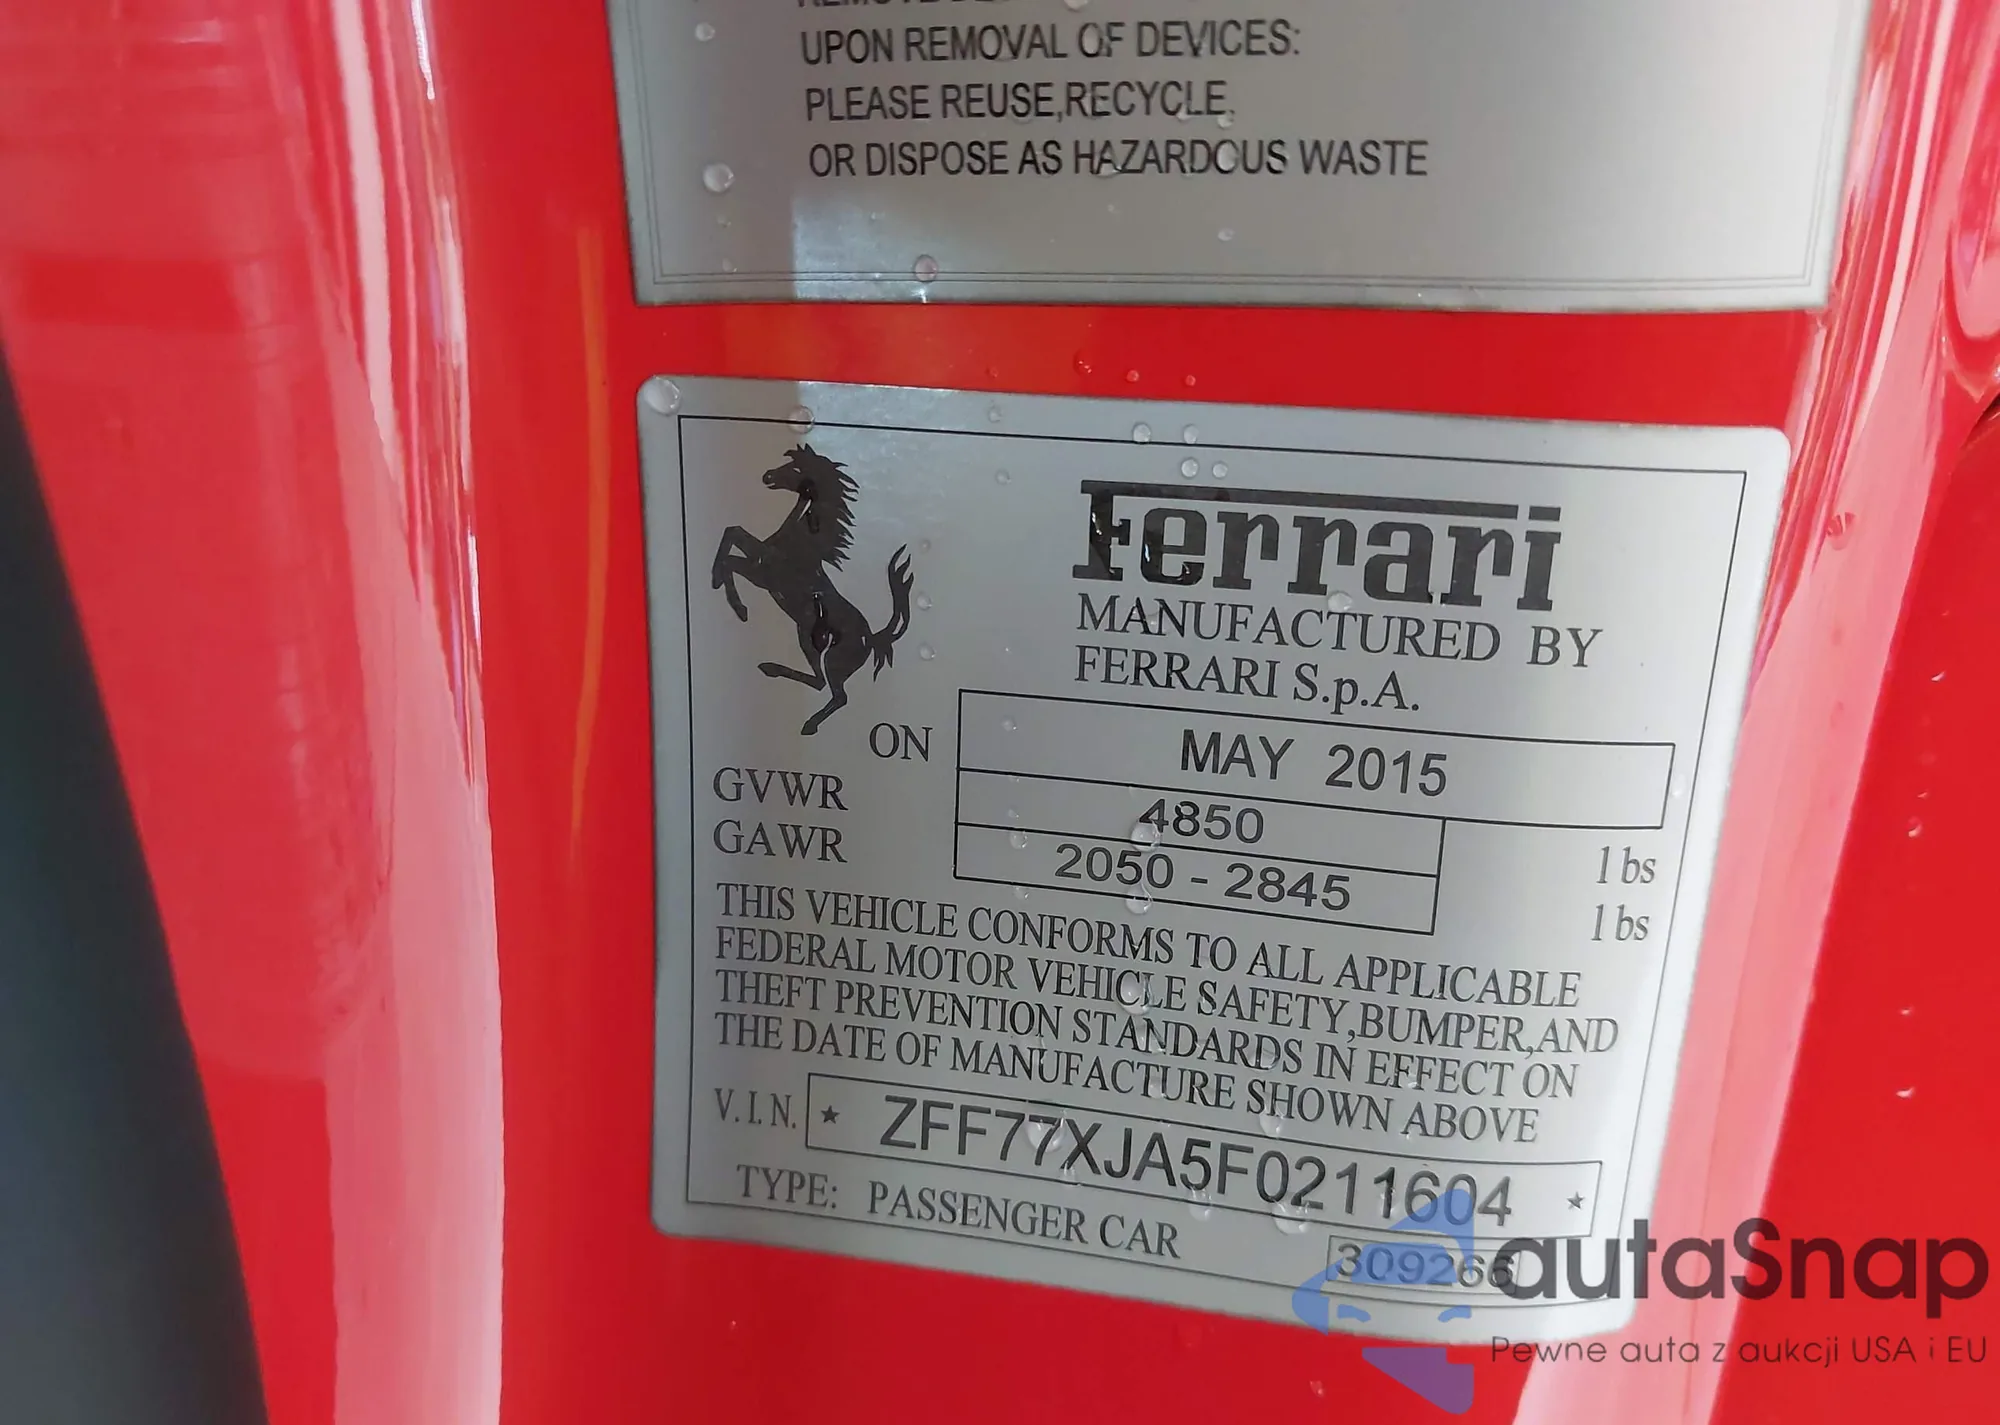 UPON REMOVAL OF DEVICES:
PLEASE REUSE,RECYCLE,
OR DISPOSE AS HAZARDOUS WASTE
Ferrari
MANUFACTURED BY
FERRARI S.p.A.
ON MAY 2015
GVWR 4850 lbs
GAWR 2050 - 2845 lbs
THIS VEHICLE CONFORMS TO ALL APPLICABLE
FEDERAL MOTOR VEHICLE SAFETY,BUMPER,AND
THEFT PREVENTION STANDARDS IN EFFECT ON
THE DATE OF MANUFACTURE SHOWN ABOVE
V.I.N. ★ ZFF77XJA5F0211604 ★
TYPE: PASSENGER CAR
309266
autaSnap
Pewne auta z aukcji USA i EU